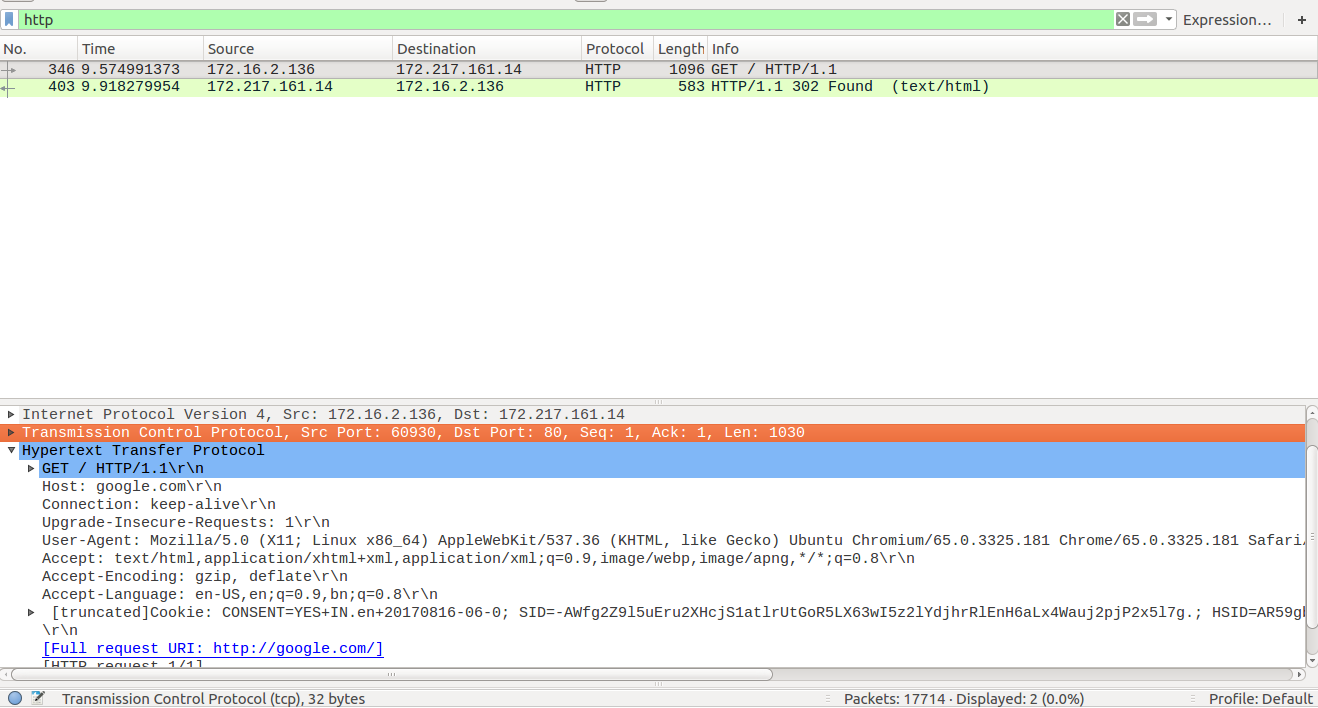 http Expression... +
No. Time Source Destination Protocol Length Info
346 9.574991373 172.16.2.136 172.217.161.14 HTTP 1096 GET / HTTP/1.1
403 9.918279954 172.217.161.14 172.16.2.136 HTTP 583 HTTP/1.1 302 Found (text/html)
Internet Protocol Version 4, Src: 172.16.2.136, Dst: 172.217.161.14
Transmission Control Protocol, Src Port: 60930, Dst Port: 80, Seq: 1, Ack: 1, Len: 1030
Hypertext Transfer Protocol
GET / HTTP/1.1\r\n
Host: google.com\r\n
Connection: keep-alive\r\n
Upgrade-Insecure-Requests: 1\r\n
User-Agent: Mozilla/5.0 (X11; Linux x86_64) AppleWebKit/537.36 (KHTML, like Gecko) Ubuntu Chromium/65.0.3325.181 Chrome/65.0.3325.181 Safari/
Accept: text/html,application/xhtml+xml,application/xml;q=0.9,image/webp,image/apng,*/*;q=0.8\r\n
Accept-Encoding: gzip, deflate\r\n
Accept-Language: en-US,en;q=0.9,bn;q=0.8\r\n
[truncated]Cookie: CONSENT=YES+IN.en+20170816-06-0; SID=-AWfg2Z9l5uEru2XHcjS1atlrUtGoR5LX63wI5z2lYdjhrRlEnH6aLx4Wauj2pjP2x5l7g.; HSID=AR59gb
\r\n
[Full request URI: http://google.com/]
[HTTP request 1/1]
Transmission Control Protocol (tcp), 32 bytes Packets: 17714 · Displayed: 2 (0.0%) Profile: Default